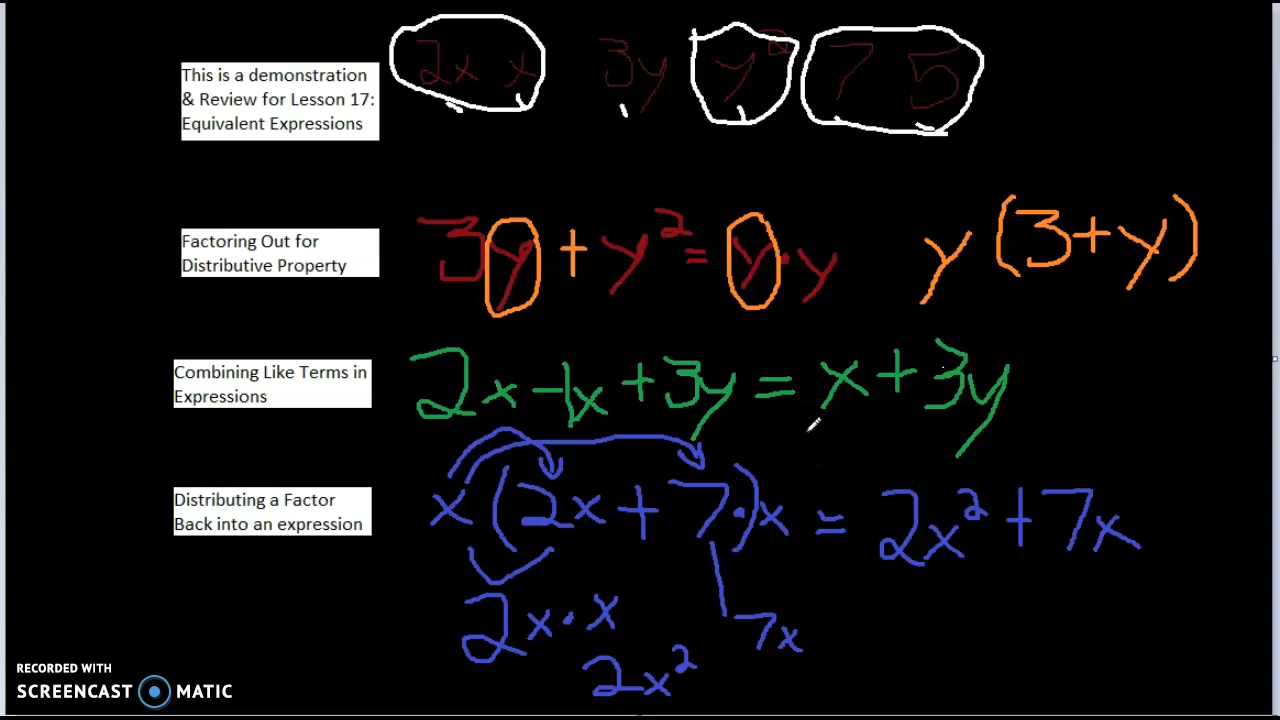 2x x 3y y² 7 5
This is a demonstration
& Review for Lesson 17:
Equivalent Expressions
Factoring Out for
Distributive Property
3y + y² = y · y y(3+y)
Combining Like Terms in
Expressions
2x - 1x + 3y = x + 3y
Distributing a Factor
Back into an expression
x(2x + 7·)x = 2x² + 7x
2x · x 7x
2x²
RECORDED WITH
SCREENCAST MATIC